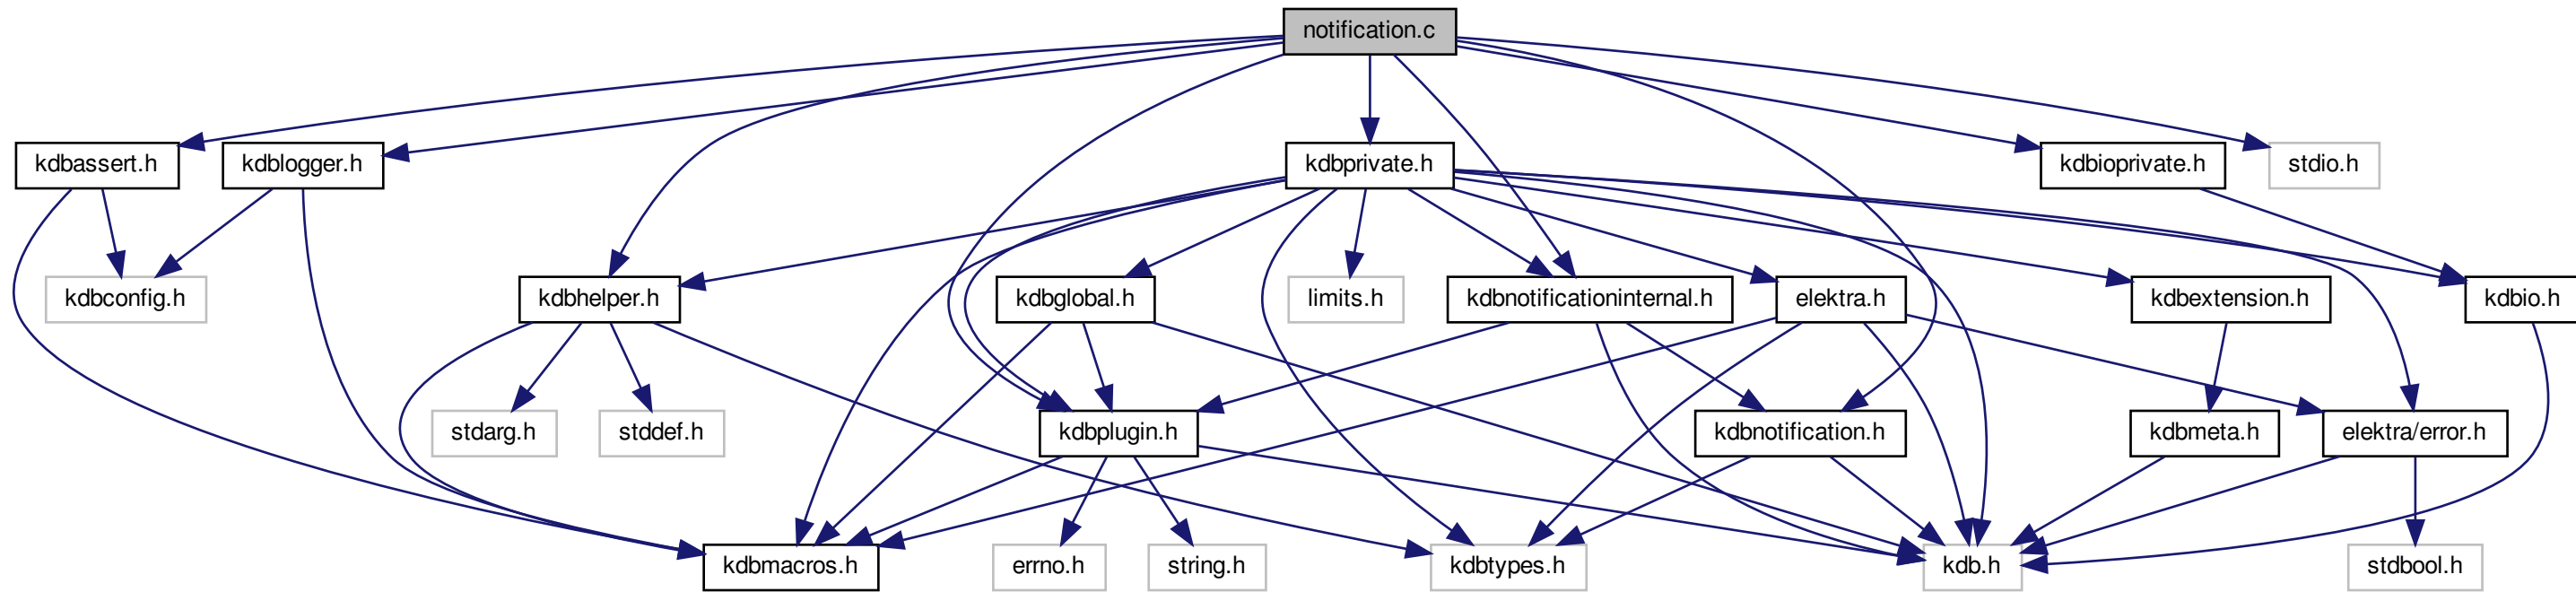 notification.c
kdbassert.h
kdblogger.h
kdbprivate.h
kdbioprivate.h
stdio.h
kdbconfig.h
kdbhelper.h
kdbglobal.h
limits.h
kdbnotificationinternal.h
elektra.h
kdbextension.h
kdbio.h
stdarg.h
stddef.h
kdbplugin.h
kdbnotification.h
kdbmeta.h
elektra/error.h
kdbmacros.h
errno.h
string.h
kdbtypes.h
kdb.h
stdbool.h